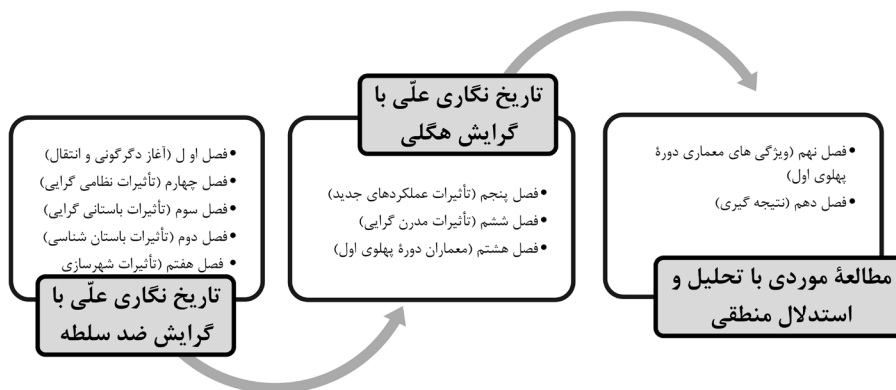 •فصل او ل (آغاز دگرگونی و انتقال)
•فصل چهارم (تأثیرات نظامی گرایی)
•فصل سوم (تأثیرات باستانی گرایی)
•فصل دوم (تأثیرات باستان شناسی)
• فصل هفتم (تأثیرات شهرسازی
تاریخ نگاری علّی با
گرایش ضد سلطه
تاریخ نگاری علّی با
گرایش هگلی
•فصل پنجم (تأثیرات عملکردهای جدید)
•فصل ششم (تأثیرات مدرن گرایی)
•فصل هشتم (معماران دورۀ پهلوی اول)
•فصل نهم (ویژگی های معماری دورۀ
پهلوی اول)
•فصل دهم (نتیجه گیری)
مطالعۀ موردی با تحلیل و
استدلال منطقی